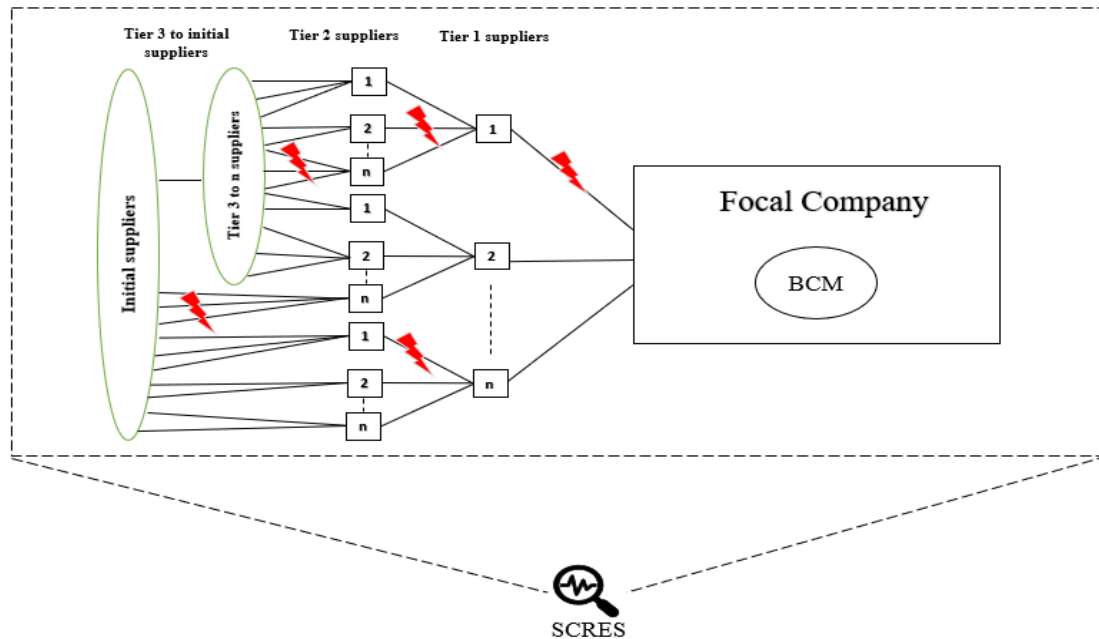 Tier 3 to initial
suppliers
Tier 2 suppliers
Tier 1 suppliers
Initial suppliers
Tier 3 to n suppliers
1
2
n
1
2
n
1
2
n
1
2
n
Focal Company
BCM
SCRES